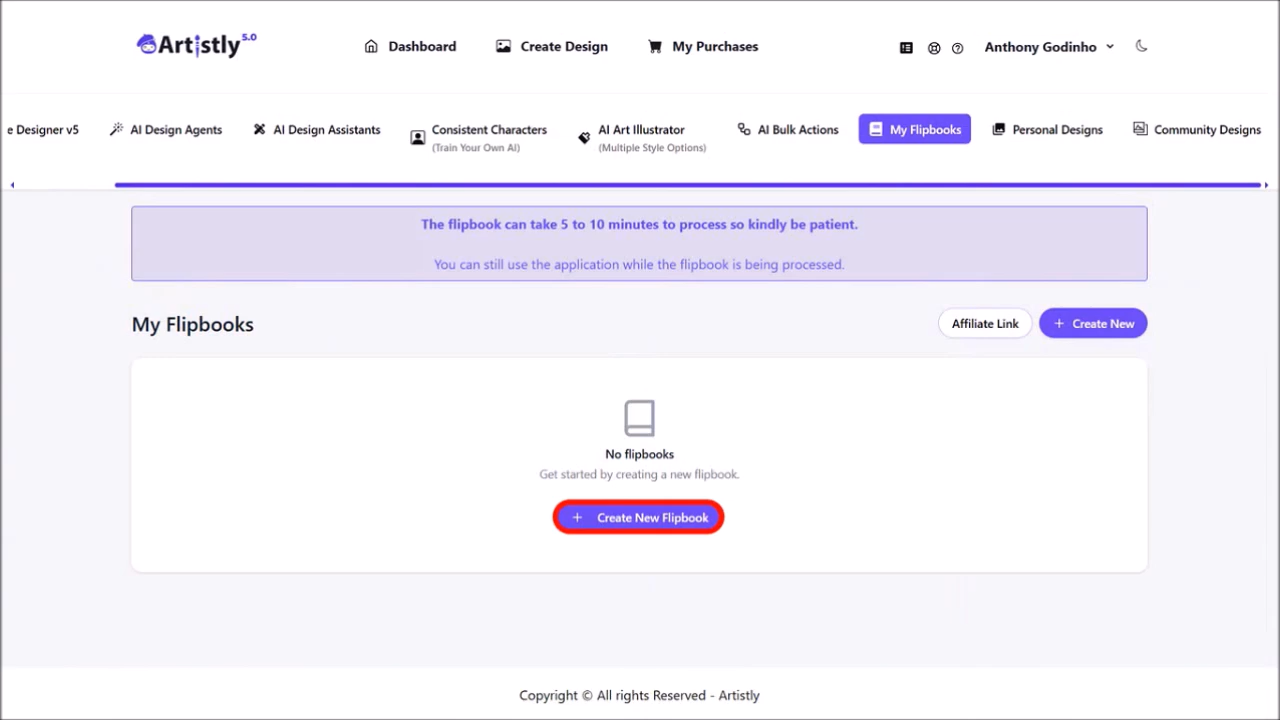 Artistly 5.0
Dashboard
Create Design
My Purchases
Anthony Godinho
e Designer v5
AI Design Agents
AI Design Assistants
Consistent Characters
(Train Your Own AI)
AI Art Illustrator
(Multiple Style Options)
AI Bulk Actions
My Flipbooks
Personal Designs
Community Designs
The flipbook can take 5 to 10 minutes to process so kindly be patient.
You can still use the application while the flipbook is being processed.
My Flipbooks
Affiliate Link
+ Create New
No flipbooks
Get started by creating a new flipbook.
+ Create New Flipbook
Copyright © All rights Reserved - Artistly